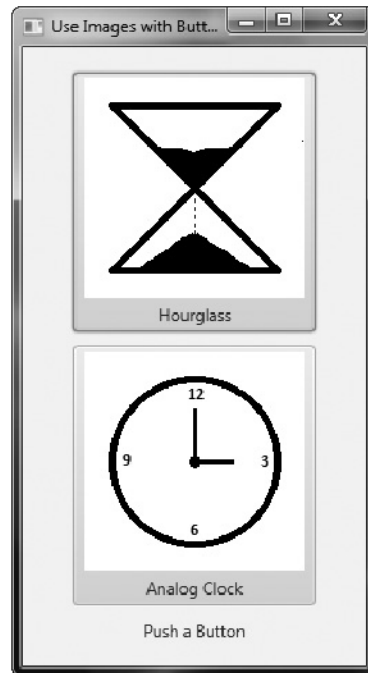 Use Images with Butt...
Hourglass
12
9 3
6
Analog Clock
Push a Button